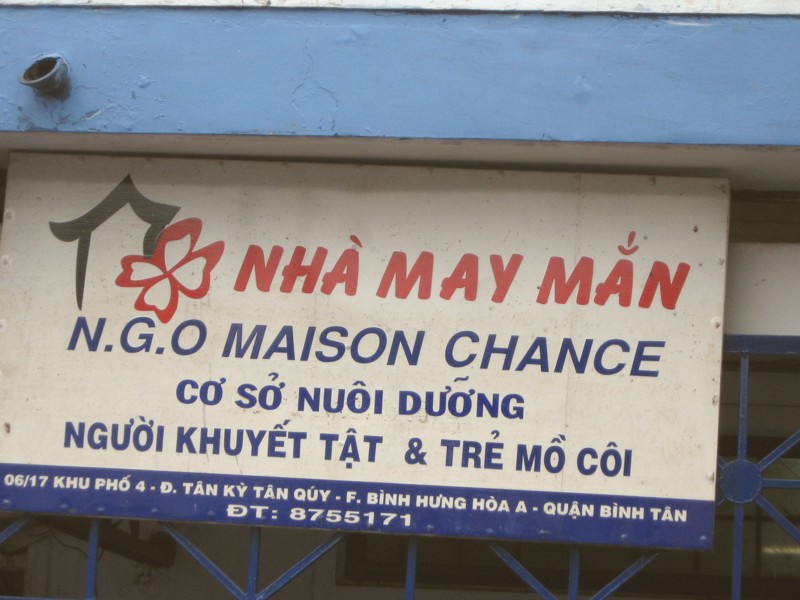 NHÀ MAY MẮN
N.G.O MAISON CHANCE
CƠ SỞ NUÔI DƯỠNG
NGƯỜI KHUYẾT TẬT & TRẺ MỒ CÔI
06/17 KHU PHỐ 4 - Đ. TÂN KỲ TÂN QÚY - F. BÌNH HƯNG HÒA A - QUẬN BÌNH TÂN
ĐT: 8755171